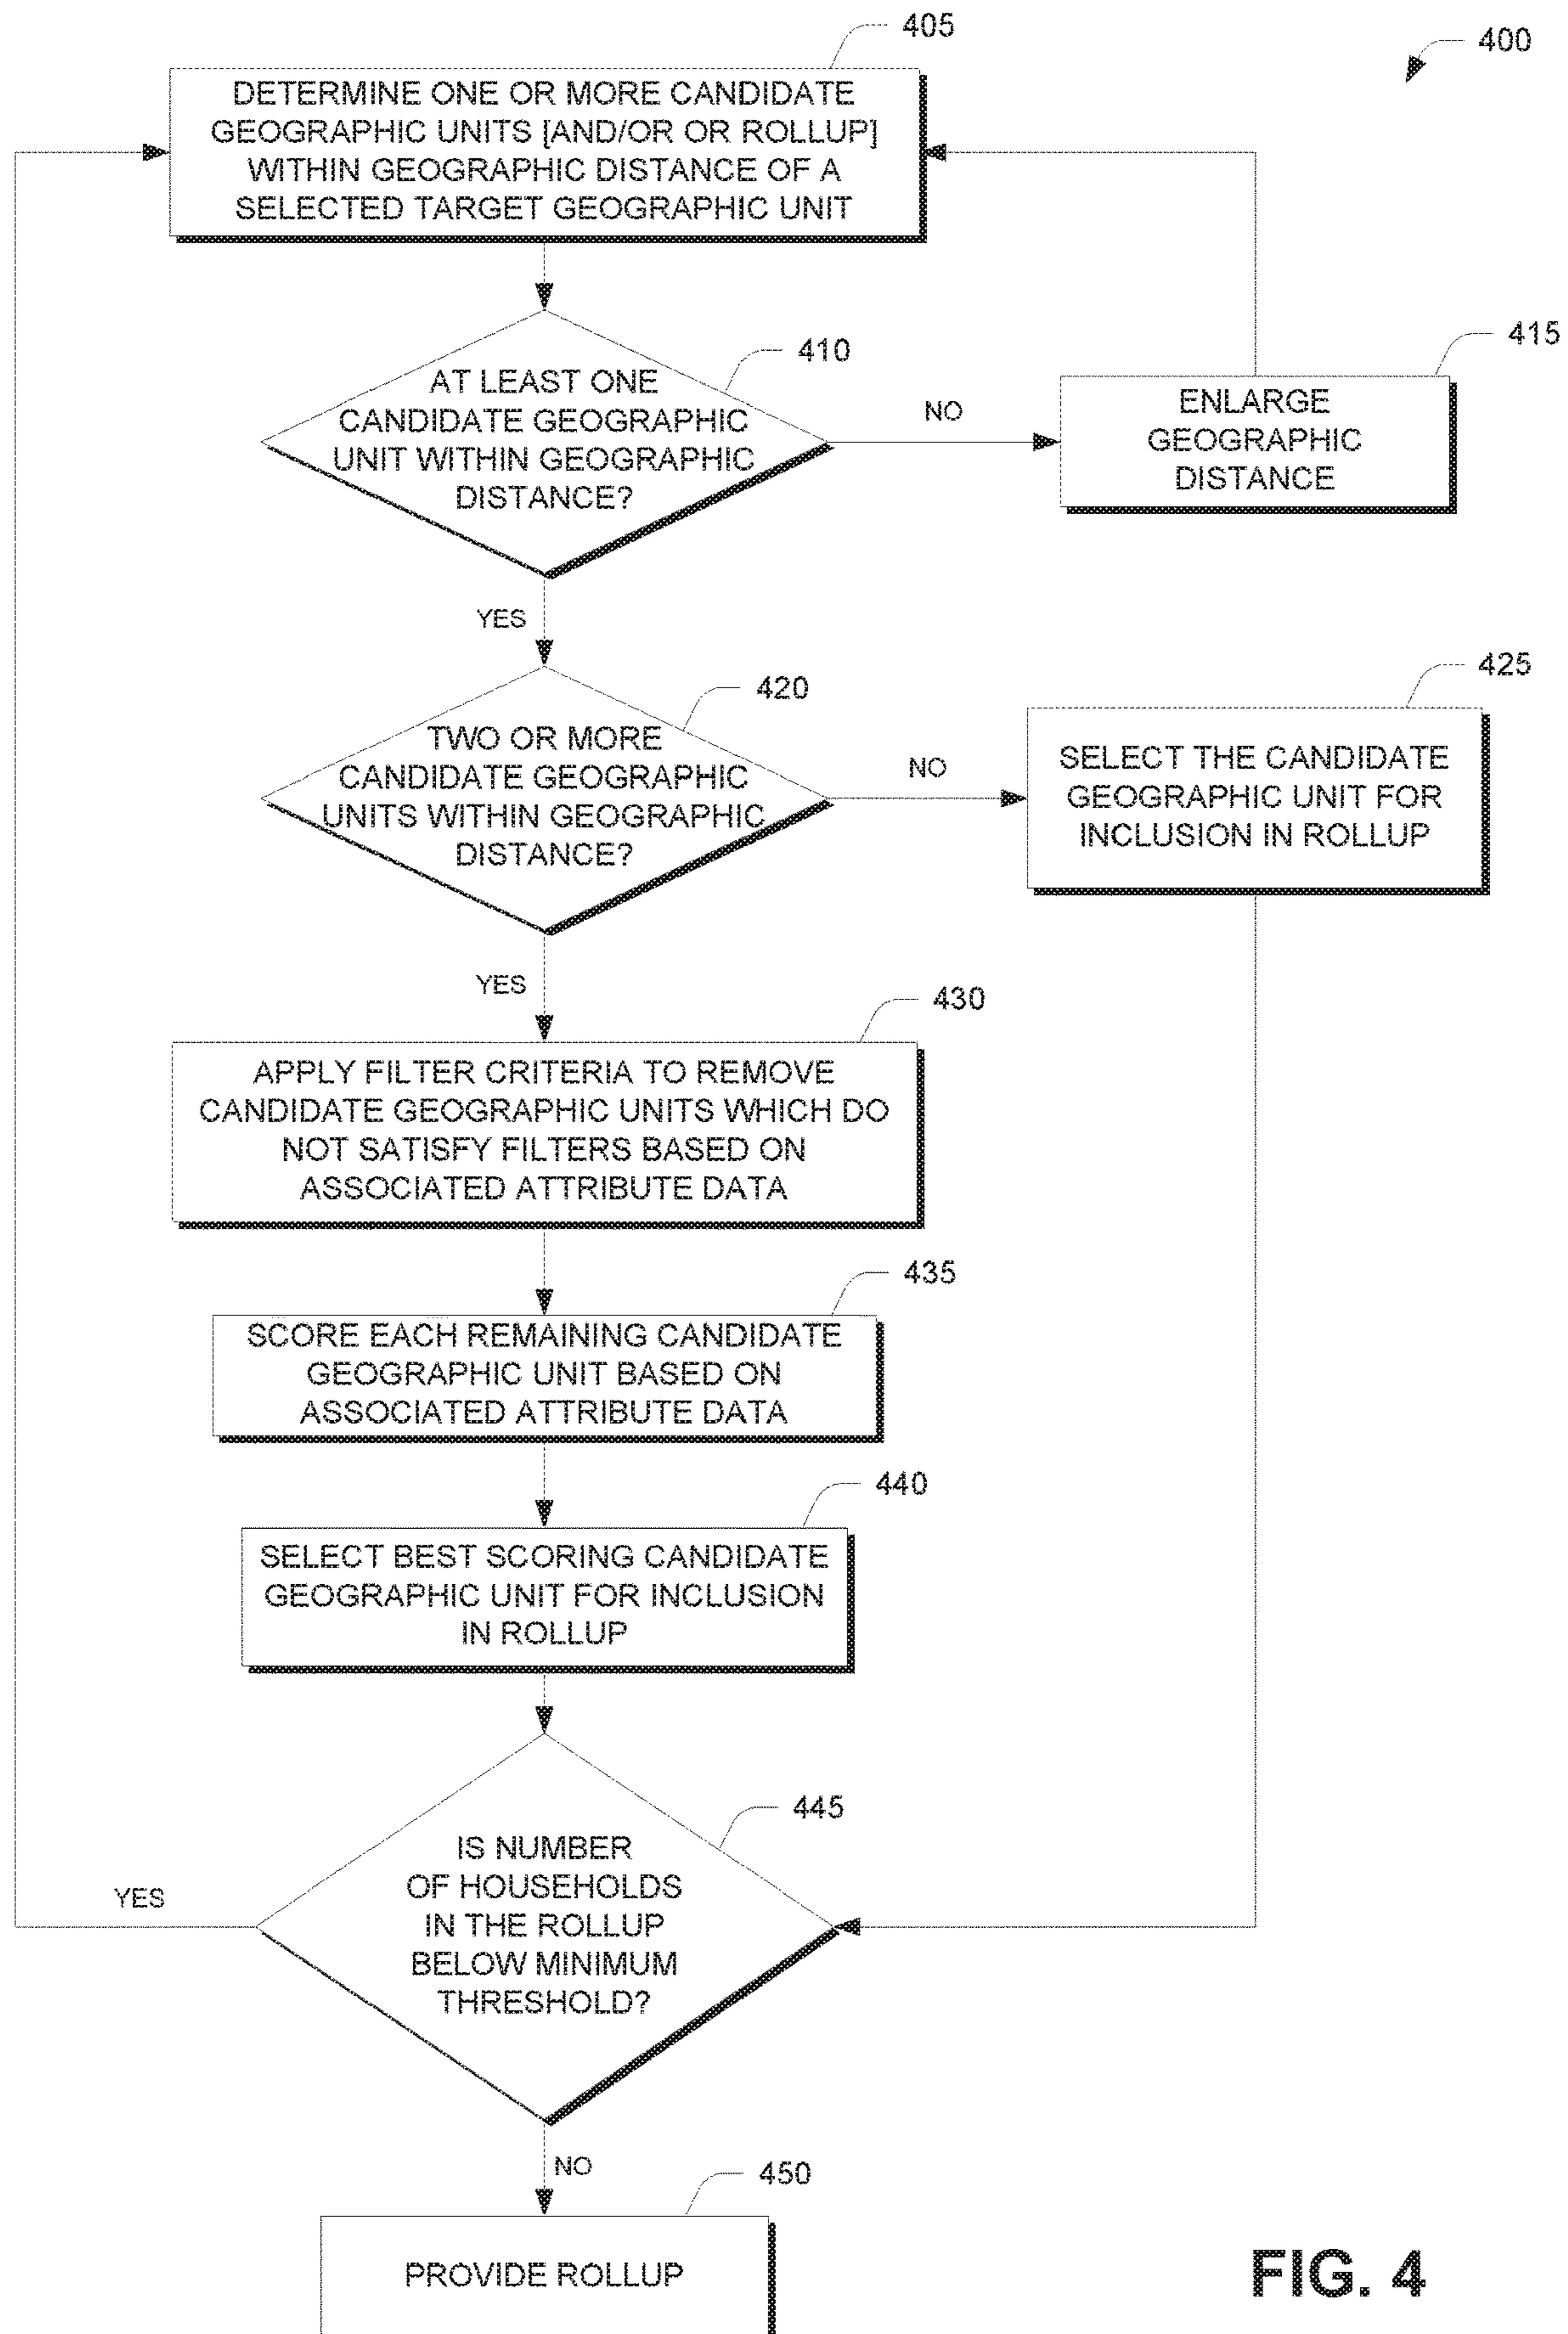 405
400
DETERMINE ONE OR MORE CANDIDATE
GEOGRAPHIC UNITS [AND/OR OR ROLLUP]
WITHIN GEOGRAPHIC DISTANCE OF A
SELECTED TARGET GEOGRAPHIC UNIT
410
AT LEAST ONE
CANDIDATE GEOGRAPHIC
UNIT WITHIN GEOGRAPHIC
DISTANCE?
NO
415
ENLARGE
GEOGRAPHIC
DISTANCE
YES
420
TWO OR MORE
CANDIDATE GEOGRAPHIC
UNITS WITHIN GEOGRAPHIC
DISTANCE?
NO
425
SELECT THE CANDIDATE
GEOGRAPHIC UNIT FOR
INCLUSION IN ROLLUP
YES
430
APPLY FILTER CRITERIA TO REMOVE
CANDIDATE GEOGRAPHIC UNITS WHICH DO
NOT SATISFY FILTERS BASED ON
ASSOCIATED ATTRIBUTE DATA
435
SCORE EACH REMAINING CANDIDATE
GEOGRAPHIC UNIT BASED ON
ASSOCIATED ATTRIBUTE DATA
440
SELECT BEST SCORING CANDIDATE
GEOGRAPHIC UNIT FOR INCLUSION
IN ROLLUP
445
IS NUMBER
OF HOUSEHOLDS
IN THE ROLLUP
BELOW MINIMUM
THRESHOLD?
YES
NO
450
PROVIDE ROLLUP
FIG. 4